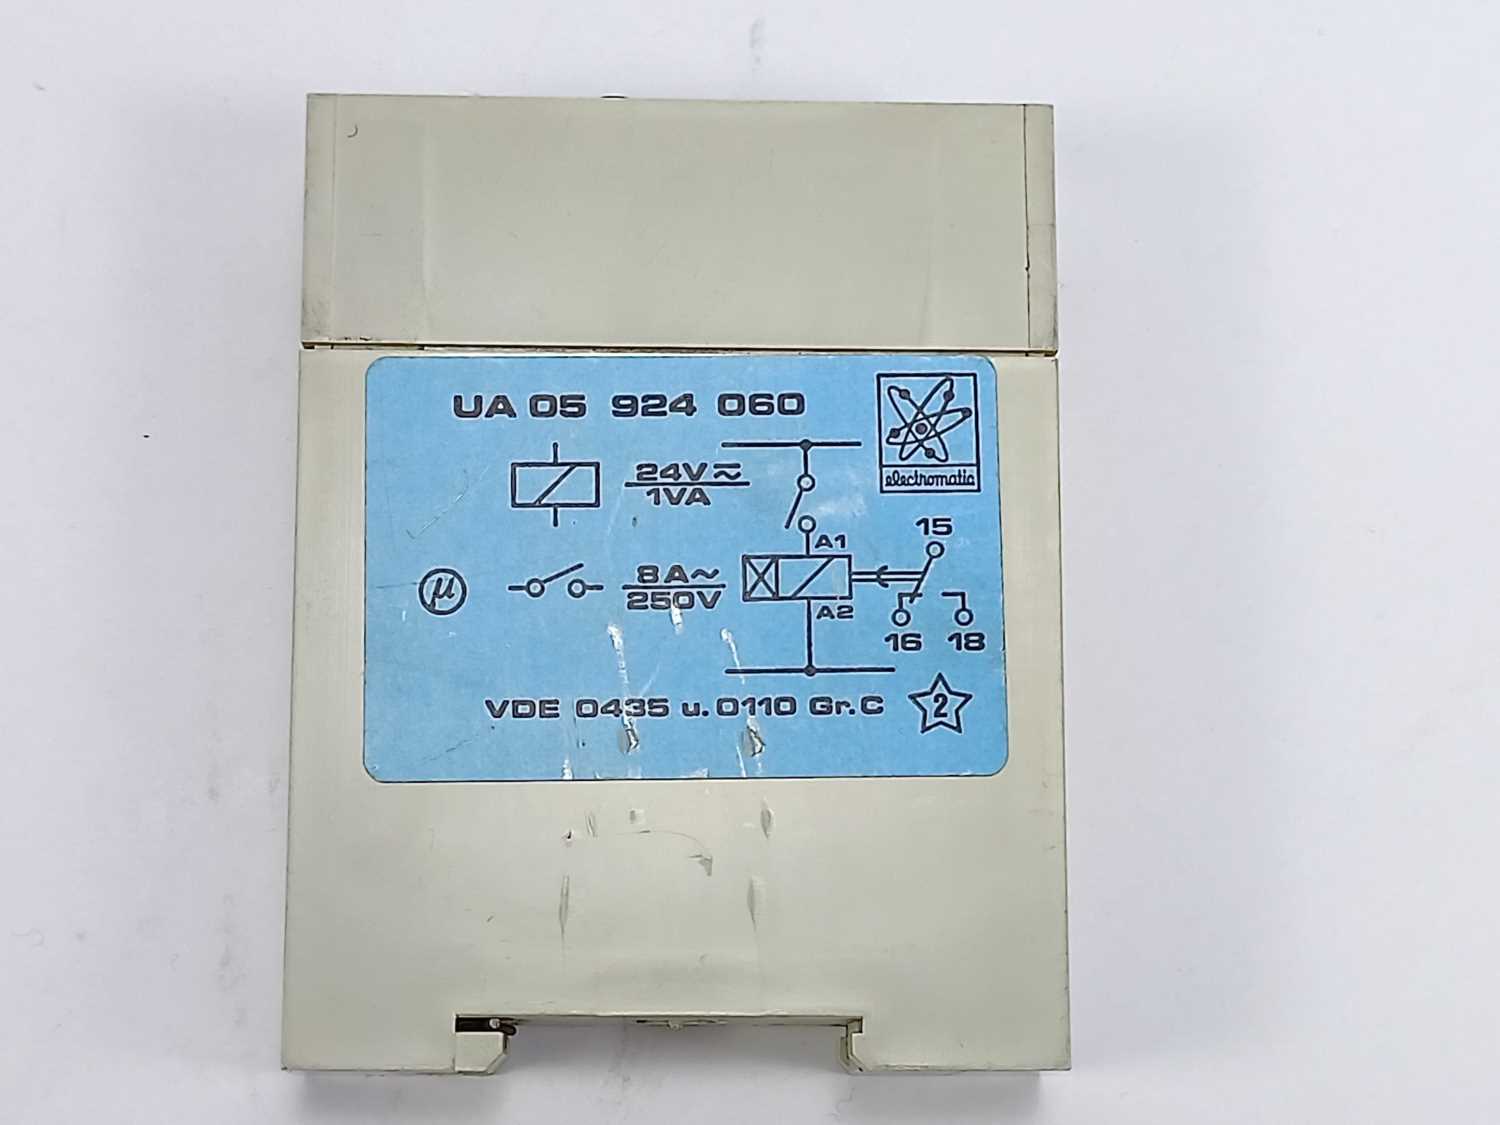 UA 05 924 060
electromatic
24V ⎓∼
1VA
15
A1
µ
8A~
250V
A2
16 18
VDE 0435 u. 0110 Gr. C
2